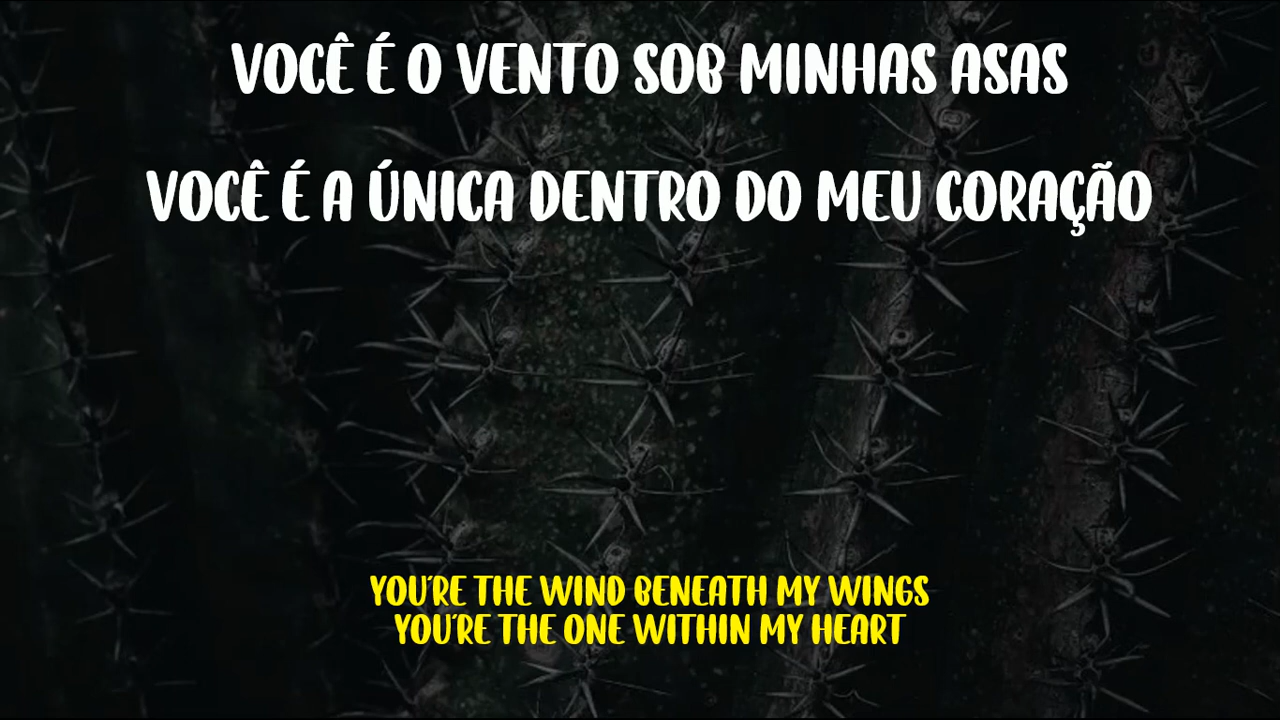 VOCÊ É O VENTO SOB MINHAS ASAS
VOCÊ É A ÚNICA DENTRO DO MEU CORAÇÃO
YOU'RE THE WIND BENEATH MY WINGS
YOU'RE THE ONE WITHIN MY HEART